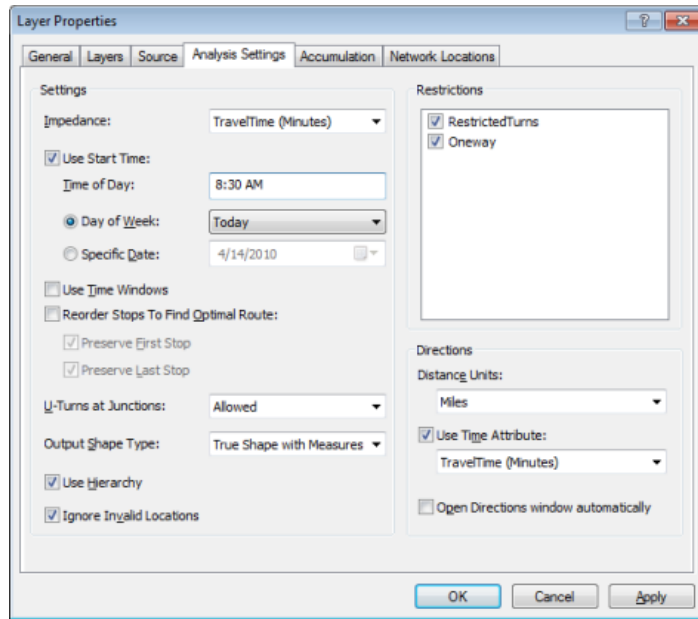 Layer Properties
General Layers Source Analysis Settings Accumulation Network Locations
Settings
Impedance: TravelTime (Minutes)
Use Start Time:
Time of Day: 8:30 AM
Day of Week: Today
Specific Date: 4/14/2010
Use Time Windows
Reorder Stops To Find Optimal Route:
Preserve First Stop
Preserve Last Stop
U-Turns at Junctions: Allowed
Output Shape Type: True Shape with Measures
Use Hierarchy
Ignore Invalid Locations
Restrictions
RestrictedTurns
Oneway
Directions
Distance Units:
Miles
Use Time Attribute:
TravelTime (Minutes)
Open Directions window automatically
OK Cancel Apply